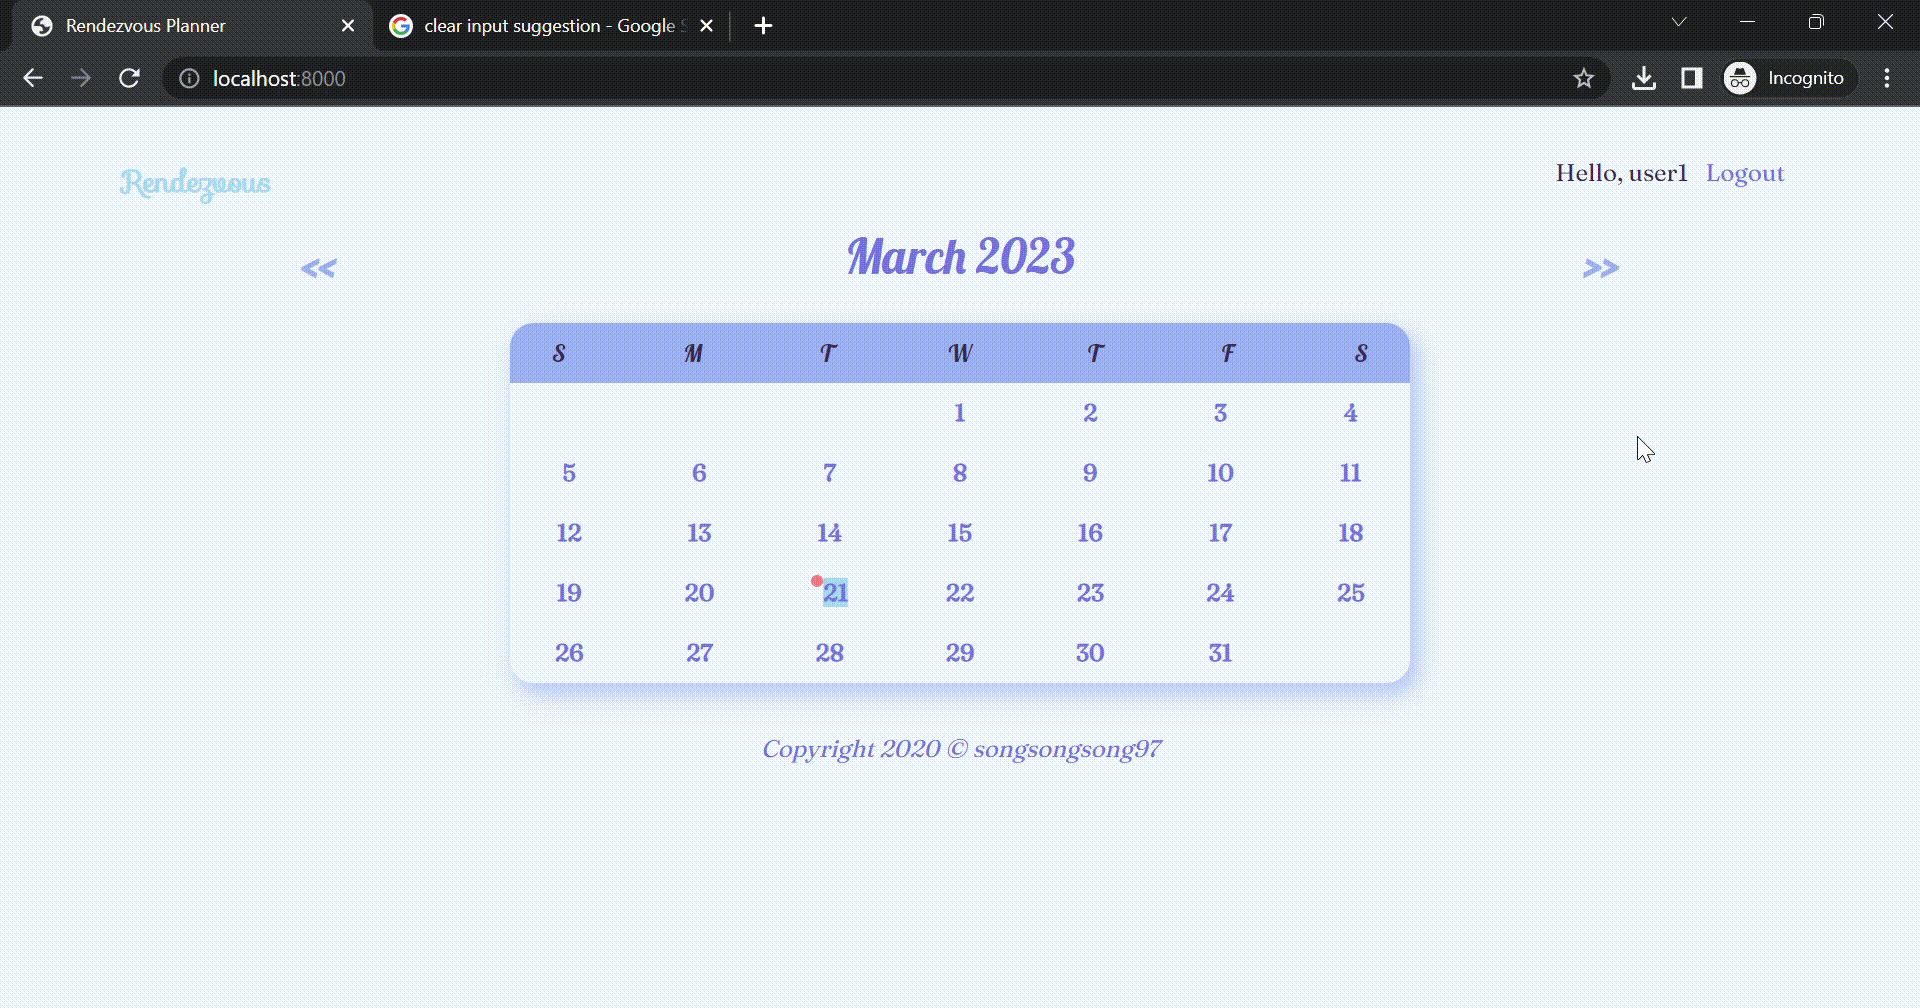 Rendezvous Planner
clear input suggestion - Google
localhost:8000
Incognito
Rendezvous
Hello, user1 Logout
<< March 2023 >>
S M T W T F S
1 2 3 4
5 6 7 8 9 10 11
12 13 14 15 16 17 18
19 20 21 22 23 24 25
26 27 28 29 30 31
Copyright 2020 © songsongsong97